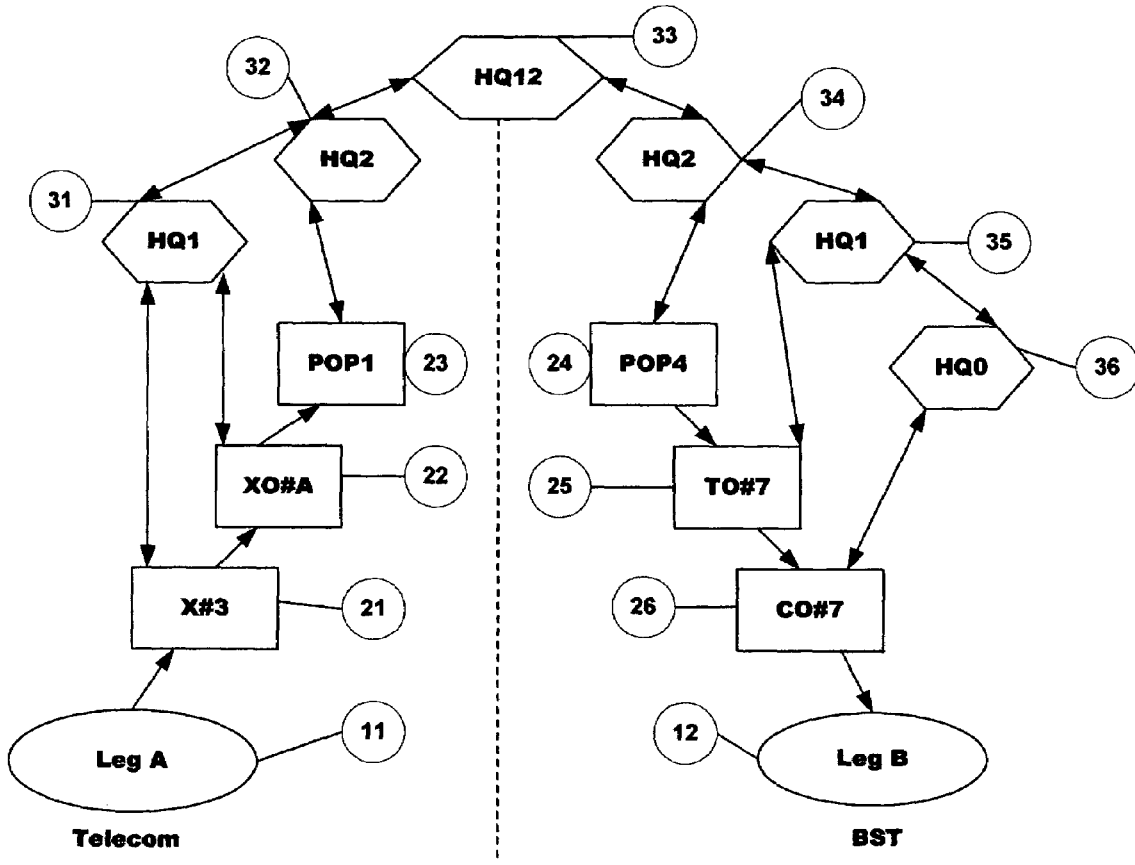 33
HQ12
32
34
HQ2
HQ2
31
HQ1
HQ1
35
POP1
23
24
POP4
HQ0
36
XO#A
22
25
TO#7
X#3
21
26
CO#7
Leg A
11
12
Leg B
Telecom
BST